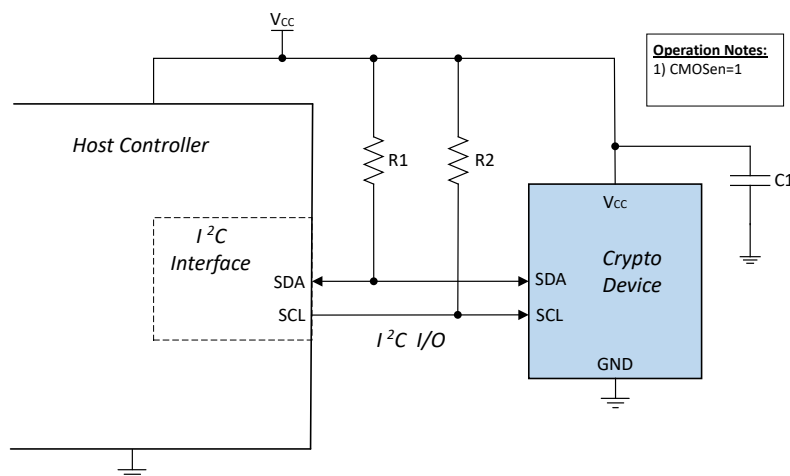 VCC
Operation Notes:
1) CMOSen=1
Host Controller
R1
R2
C1
VCC
I²C
Interface
Crypto
Device
SDA
SDA
SCL
SCL
I²C I/O
GND